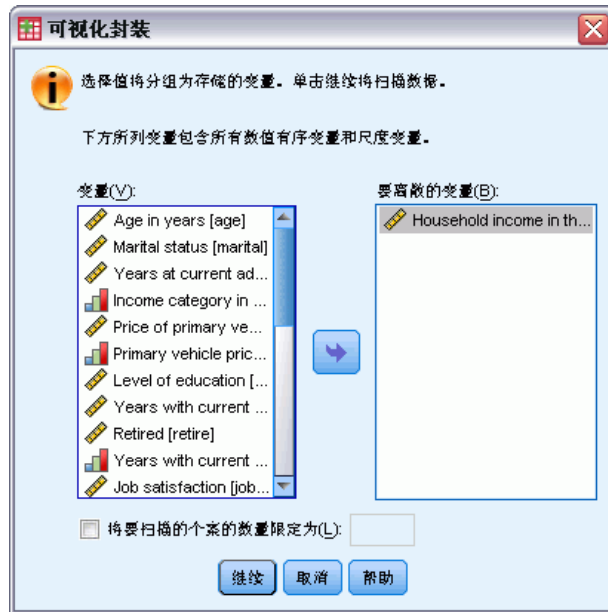 可视化封装
选择值将分组为存储的变量。单击继续将扫描数据。
下方所列变量包含所有数值有序变量和尺度变量。
变量(V):
要离散的变量(B):
Age in years [age]
Marital status [marital]
Years at current ad...
Income category in ...
Price of primary ve...
Primary vehicle pric...
Level of education [...
Years with current ...
Retired [retire]
Years with current ...
Job satisfaction [job...
Household income in th...
将要扫描的个案的数量限定为(L):
继续
取消
帮助